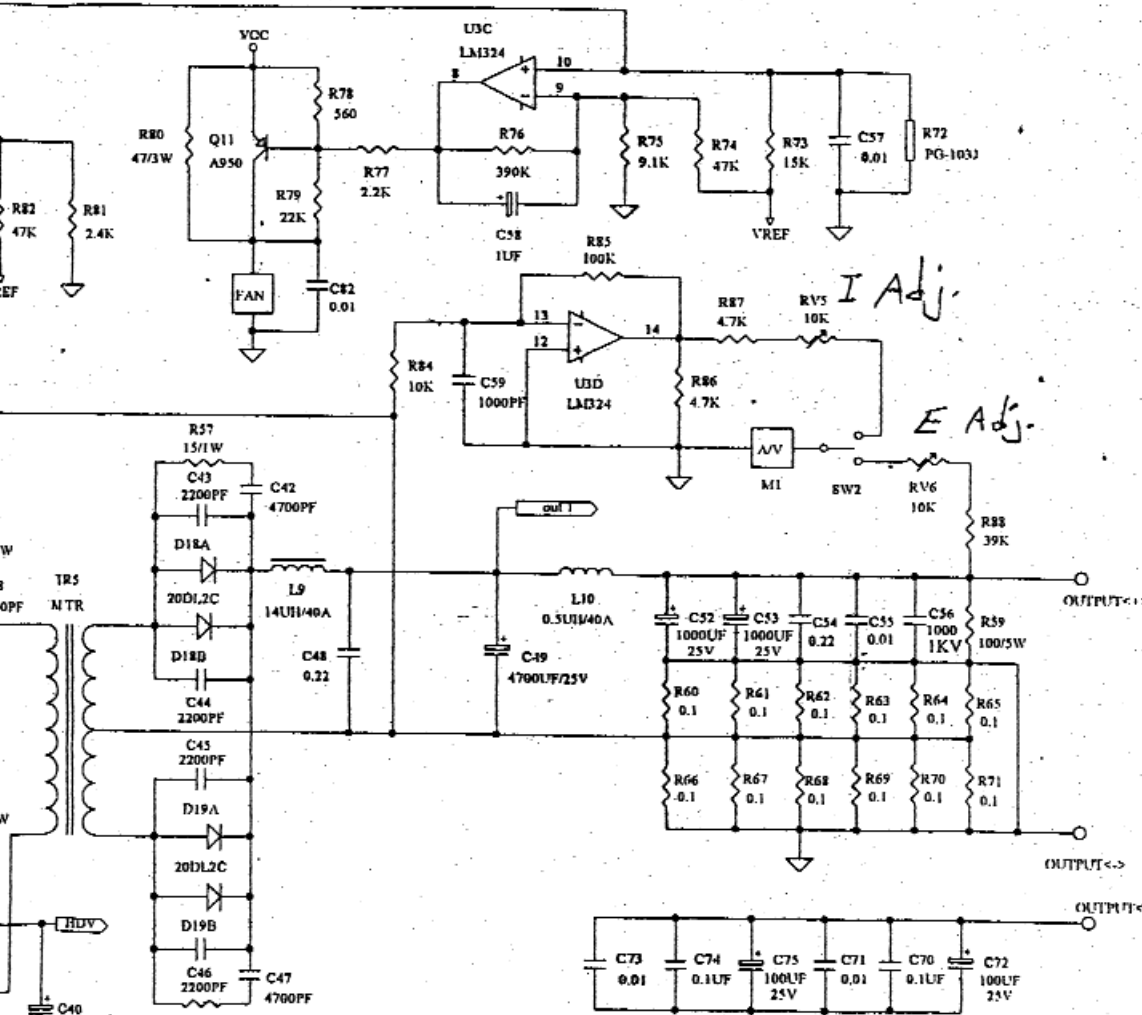 U3C
LM324
VCC
8
10
9
R78
560
R80
47/3W
Q11
A950
R77
2.2K
R76
390K
R75
9.1K
R74
47K
R73
15K
C57
0.01
R72
PG-103J
R82
47K
R81
2.4K
R79
22K
C58
1UF
VREF
FAN
C82
0.01
R85
100K
I Adj.
R87
4.7K
RV5
10K
13
12
14
R84
10K
C59
1000PF
U3D
LM324
R86
4.7K
E Adj.
A/V
M1
SW2
RV6
10K
R88
39K
R57
15/1W
C43
2200PF
C42
4700PF
out 1
D18A
20DL2C
D18B
TR5
M TR
L9
14UH/40A
L10
0.5UH/40A
C44
2200PF
C48
0.22
C49
4700UF/25V
C52
1000UF
25V
C53
1000UF
25V
C54
0.22
C55
0.01
C56
1000
1KV
R59
100/5W
OUTPUT<+
R60
0.1
R61
0.1
R62
0.1
R63
0.1
R64
0.1
R65
0.1
C45
2200PF
R66
0.1
R67
0.1
R68
0.1
R69
0.1
R70
0.1
R71
0.1
D19A
20DL2C
D19B
OUTPUT<->
HDV
C46
2200PF
C47
4700PF
C40
OUTPUT<
C73
0.01
C74
0.1UF
C75
100UF
25V
C71
0.01
C70
0.1UF
C72
100UF
25V